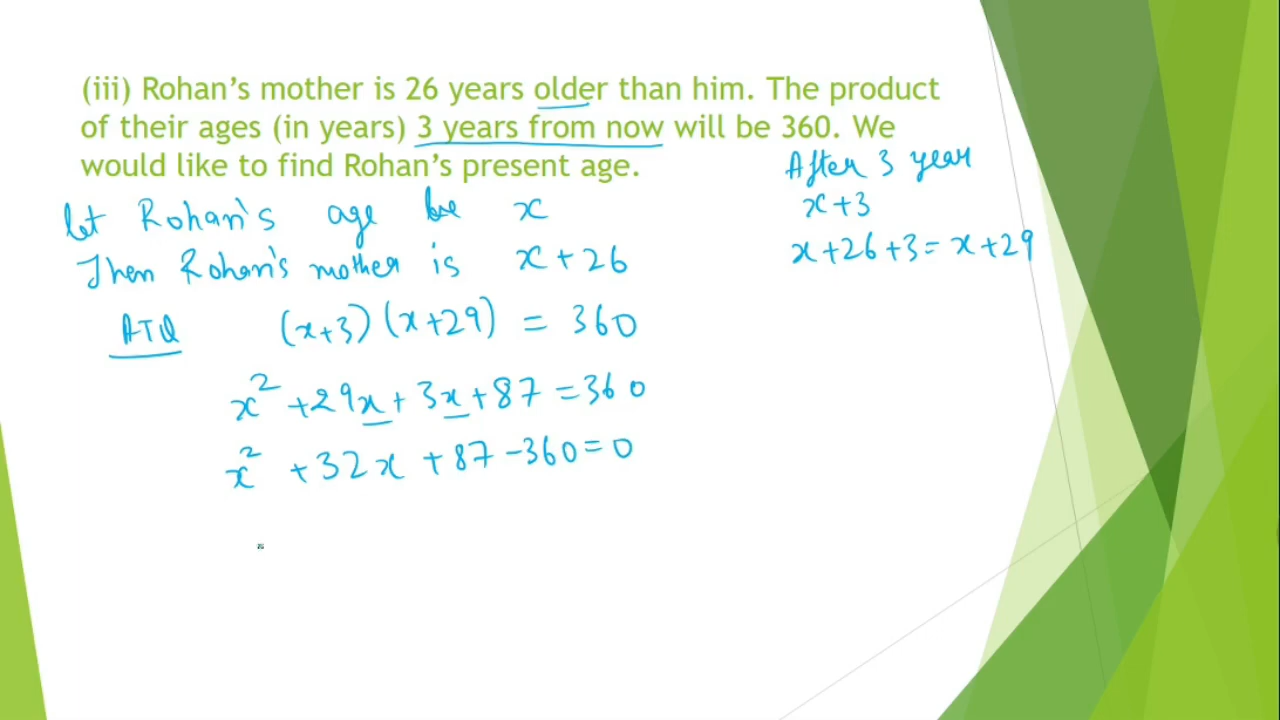 (iii) Rohan's mother is 26 years older than him. The product
of their ages (in years) 3 years from now will be 360. We
would like to find Rohan's present age.
After 3 year
x+3
x+26+3=x+29
let Rohan's age be x
Then Rohan's mother is x+26
ATQ (x+3)(x+29) = 360
x² +29x+3x+87=360
x² +32x+87-360=0